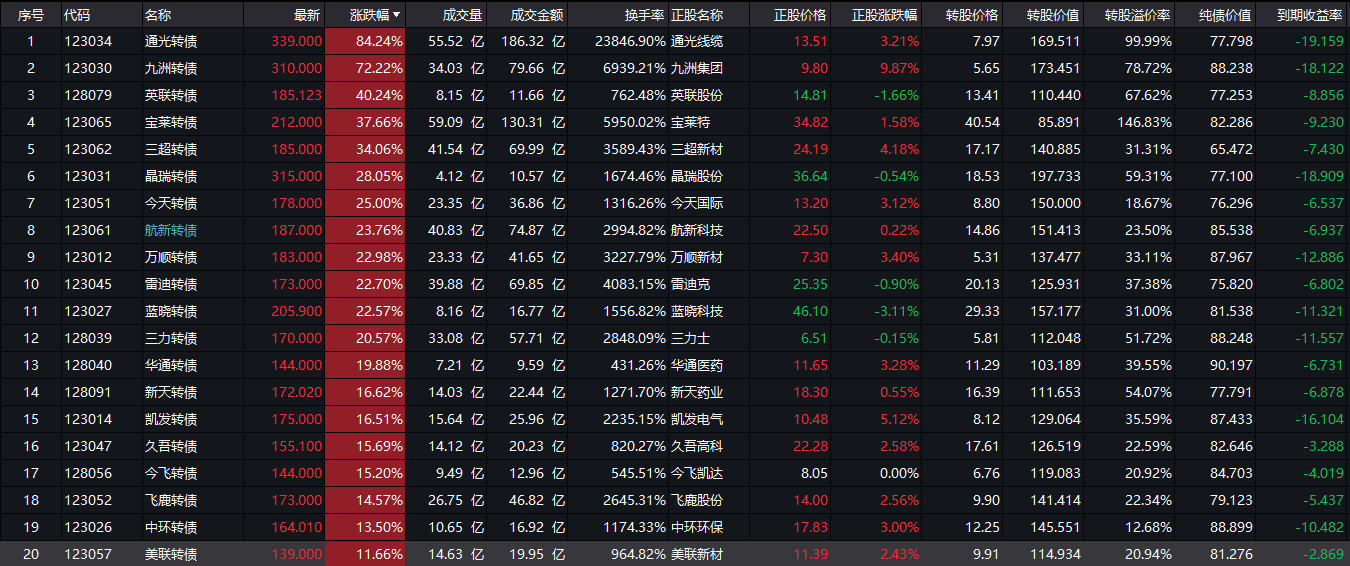 序号 代码 名称 最新 涨跌幅 成交量 成交金额 换手率 正股名称 正股价格 正股涨跌幅 转股价格 转股价值 转股溢价率 纯债价值 到期收益率
1 123034 通光转债 339.000 84.24% 55.52 亿 186.32 亿 23846.90% 通光线缆 13.51 3.21% 7.97 169.511 99.99% 77.798 -19.159
2 123030 九洲转债 310.000 72.22% 34.03 亿 79.66 亿 6939.21% 九洲集团 9.80 9.87% 5.65 173.451 78.72% 88.238 -18.122
3 128079 英联转债 185.123 40.24% 8.15 亿 11.66 亿 762.48% 英联股份 14.81 -1.66% 13.41 110.440 67.62% 77.253 -8.856
4 123065 宝莱转债 212.000 37.66% 59.09 亿 130.31 亿 5950.02% 宝莱特 34.82 1.58% 40.54 85.891 146.83% 82.286 -9.230
5 123062 三超转债 185.000 34.06% 41.54 亿 69.99 亿 3589.43% 三超新材 24.19 4.18% 17.17 140.885 31.31% 65.472 -7.430
6 123031 晶瑞转债 315.000 28.05% 4.12 亿 10.57 亿 1674.46% 晶瑞股份 36.64 -0.54% 18.53 197.733 59.31% 77.100 -18.909
7 123051 今天转债 178.000 25.00% 23.35 亿 36.86 亿 1316.26% 今天国际 13.20 3.12% 8.80 150.000 18.67% 76.296 -6.537
8 123061 航新转债 187.000 23.76% 40.83 亿 74.87 亿 2994.82% 航新科技 22.50 0.22% 14.86 151.413 23.50% 85.538 -6.937
9 123012 万顺转债 183.000 22.98% 23.33 亿 41.65 亿 3227.79% 万顺新材 7.30 3.40% 5.31 137.477 33.11% 87.967 -12.886
10 123045 雷迪转债 173.000 22.70% 39.88 亿 69.85 亿 4083.15% 雷迪克 25.35 -0.90% 20.13 125.931 37.38% 75.820 -6.802
11 123027 蓝晓转债 205.900 22.57% 8.16 亿 16.77 亿 1556.82% 蓝晓科技 46.10 -3.11% 29.33 157.177 31.00% 81.538 -11.321
12 128039 三力转债 170.000 20.57% 33.08 亿 57.71 亿 2848.09% 三力士 6.51 -0.15% 5.81 112.048 51.72% 88.248 -11.557
13 128040 华通转债 144.000 19.88% 7.21 亿 9.59 亿 431.26% 华通医药 11.65 3.28% 11.29 103.189 39.55% 90.197 -6.731
14 128091 新天转债 172.020 16.62% 14.03 亿 22.44 亿 1271.70% 新天药业 18.30 0.55% 16.39 111.653 54.07% 77.791 -6.878
15 123014 凯发转债 175.000 16.51% 15.64 亿 25.96 亿 2235.15% 凯发电气 10.48 5.12% 8.12 129.064 35.59% 87.433 -16.104
16 123047 久吾转债 155.100 15.69% 14.12 亿 20.23 亿 820.27% 久吾高科 22.28 2.58% 17.61 126.519 22.59% 82.646 -3.288
17 128056 今飞转债 144.000 15.20% 9.49 亿 12.96 亿 545.51% 今飞凯达 8.05 0.00% 6.76 119.083 20.92% 84.703 -4.019
18 123052 飞鹿转债 173.000 14.57% 26.75 亿 46.82 亿 2645.31% 飞鹿股份 14.00 2.56% 9.90 141.414 22.34% 79.123 -5.437
19 123026 中环转债 164.010 13.50% 10.65 亿 16.92 亿 1174.33% 中环环保 17.83 3.00% 12.25 145.551 12.68% 88.899 -10.482
20 123057 美联转债 139.000 11.66% 14.63 亿 19.95 亿 964.82% 美联新材 11.39 2.43% 9.91 114.934 20.94% 81.276 -2.869